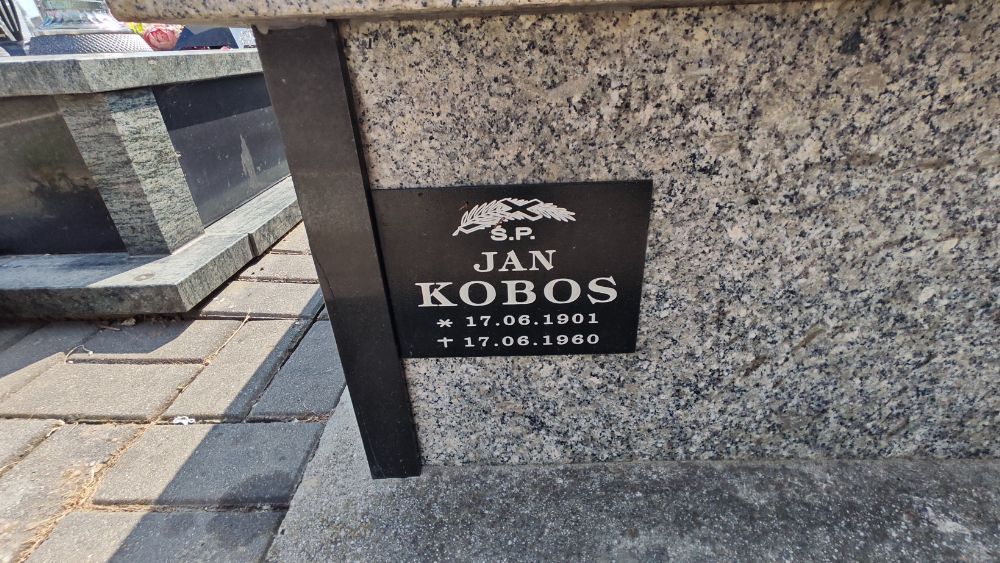 Ś.P.
JAN
KOBOS
* 17.06.1901
✝ 17.06.1960